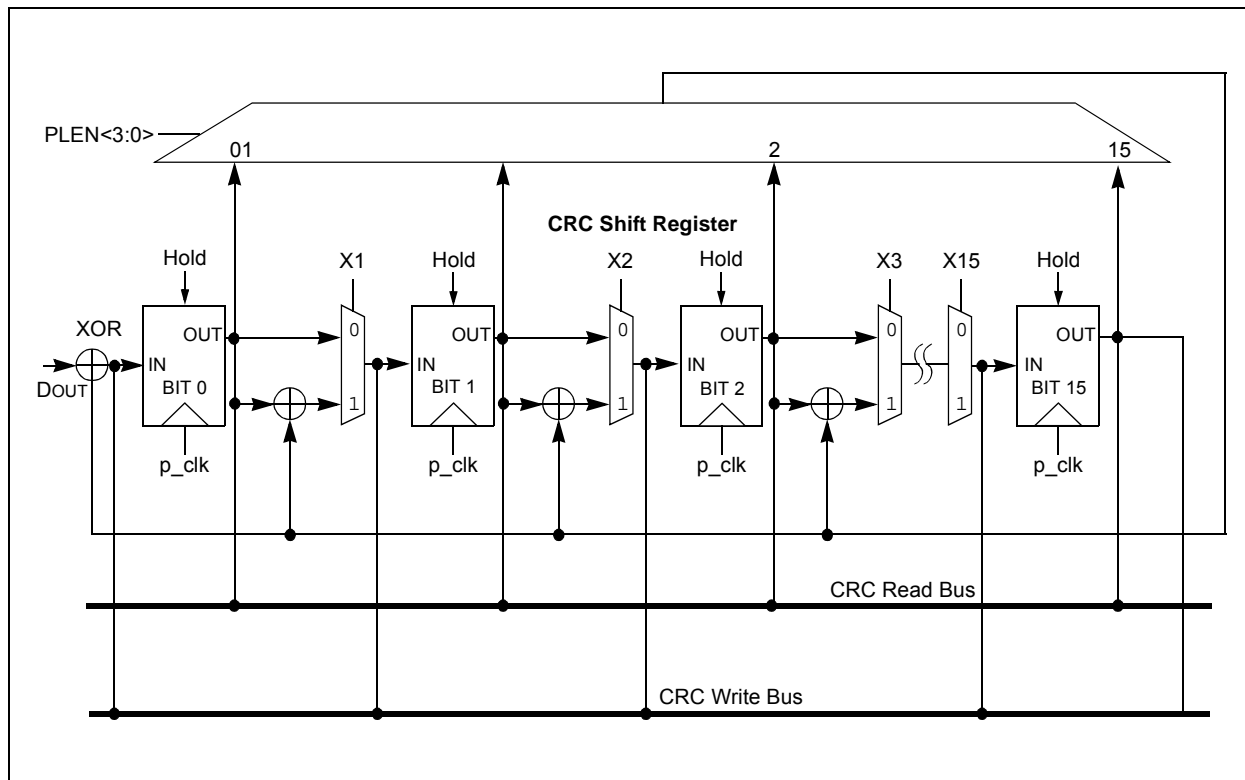 PLEN<3:0>
01 2 15
CRC Shift Register
Hold X1 Hold X2 Hold X3 X15 Hold
XOR
OUT 0 OUT 0 OUT 0 0 OUT
IN IN IN IN
DOUT
BIT 0 1 BIT 1 1 BIT 2 1 1 BIT 15
p_clk p_clk p_clk p_clk
CRC Read Bus
CRC Write Bus